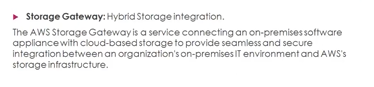 ▶ Storage Gateway: Hybrid Storage integration.
The AWS Storage Gateway is a service connecting an on-premises software
appliance with cloud-based storage to provide seamless and secure
integration between an organization's on-premises IT environment and AWS's
storage infrastructure.